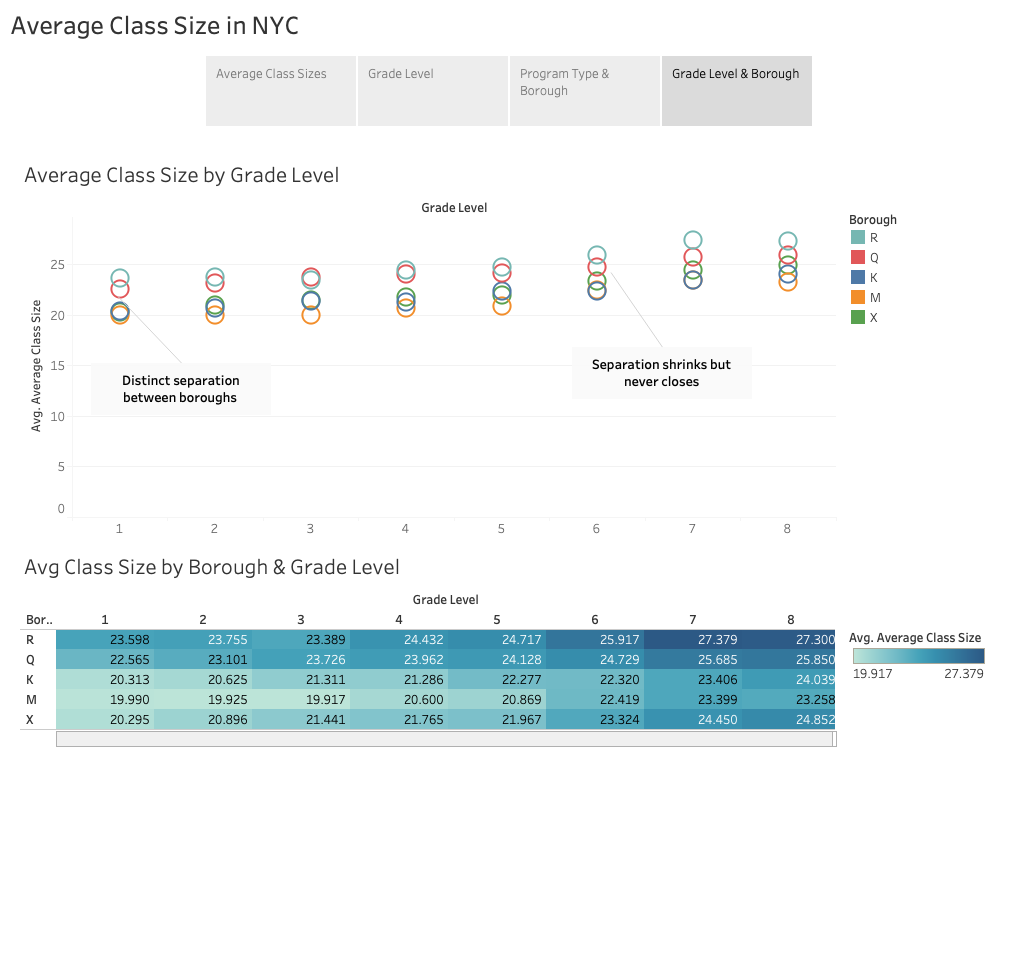 Average Class Size in NYC
Average Class Sizes
Grade Level
Program Type &
Borough
Grade Level & Borough
Average Class Size by Grade Level
Grade Level
Avg. Average Class Size
25
20
15
10
5
0
Distinct separation
between boroughs
Separation shrinks but
never closes
1 2 3 4 5 6 7 8
Borough
R
Q
K
M
X
Avg Class Size by Borough & Grade Level
Grade Level
Bor.. 1 2 3 4 5 6 7 8
R 23.598 23.755 23.389 24.432 24.717 25.917 27.379 27.300
Q 22.565 23.101 23.726 23.962 24.128 24.729 25.685 25.850
K 20.313 20.625 21.311 21.286 22.277 22.320 23.406 24.039
M 19.990 19.925 19.917 20.600 20.869 22.419 23.399 23.258
X 20.295 20.896 21.441 21.765 21.967 23.324 24.450 24.852
Avg. Average Class Size
19.917 27.379